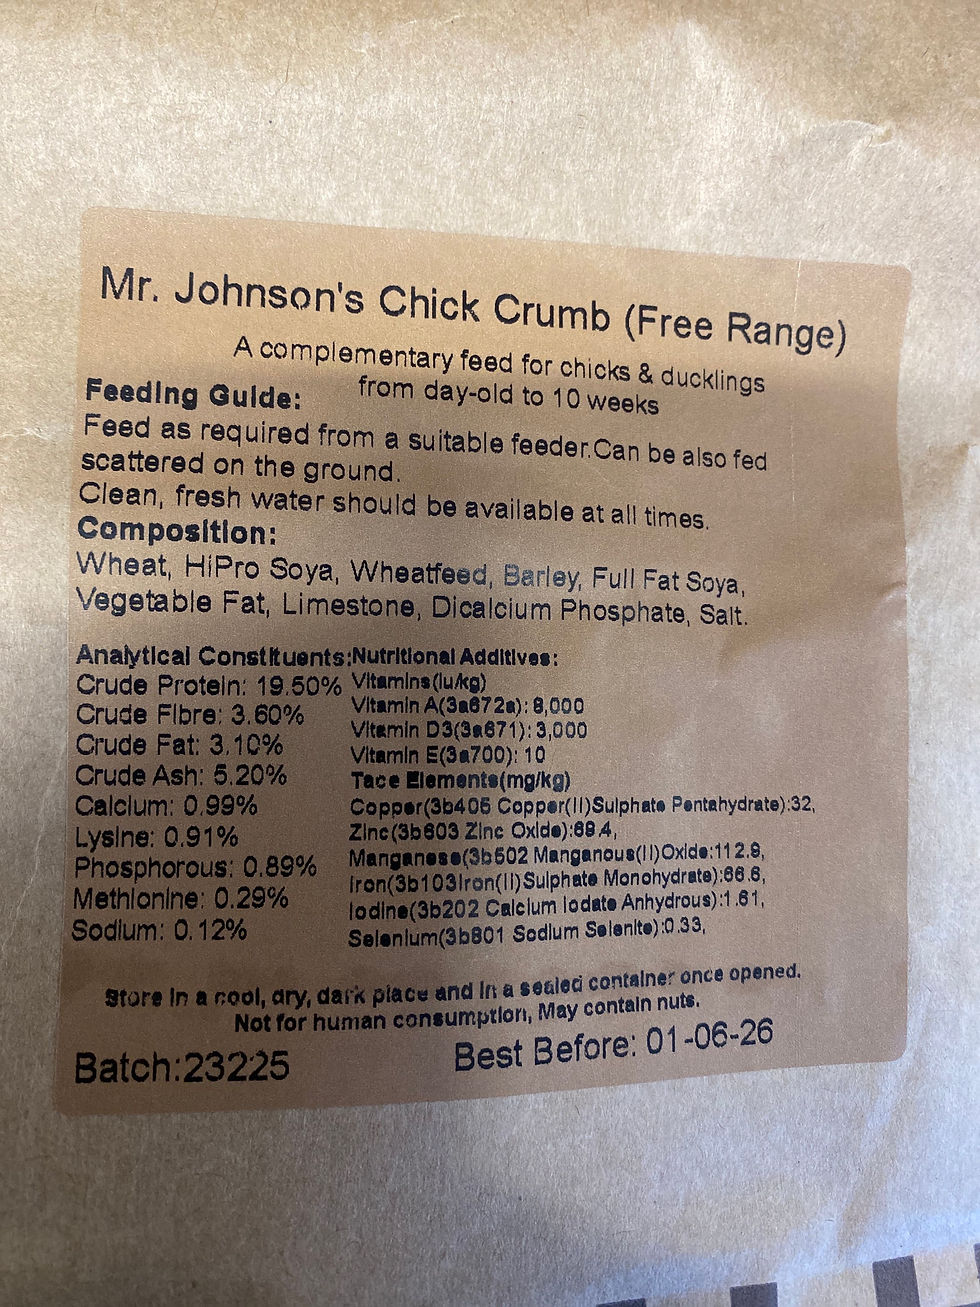 Mr. Johnson's Chick Crumb (Free Range)
A complementary feed for chicks & ducklings
from day-old to 10 weeks
Feeding Guide:
Feed as required from a suitable feeder.Can be also fed
scattered on the ground.
Clean, fresh water should be available at all times.
Composition:
Wheat, HiPro Soya, Wheatfeed, Barley, Full Fat Soya,
Vegetable Fat, Limestone, Dicalcium Phosphate, Salt.
Analytical Constituents:
Crude Protein: 19.50%
Crude Fibre: 3.60%
Crude Fat: 3.10%
Crude Ash: 5.20%
Calcium: 0.99%
Lysine: 0.91%
Phosphorous: 0.89%
Methionine: 0.29%
Sodium: 0.12%
Nutritional Additives:
Vitamins(iu/kg)
Vitamin A(3a672a): 8,000
Vitamin D3(3a671): 3,000
Vitamin E(3a700): 10
Tace Elements(mg/kg)
Copper(3b405 Copper(II)Sulphate Pentahydrate):32,
Zinc(3b603 Zinc Oxide):69.4,
Manganese(3b502 Manganous(II)Oxide:112.9,
Iron(3b103Iron(II)Sulphate Monohydrate):66.6,
Iodine(3b202 Calcium Iodate Anhydrous):1.61,
Selenium(3b801 Sodium Selenite):0.33,
Store in a cool, dry, dark place and in a sealed container once opened.
Not for human consumption, May contain nuts.
Batch:23225
Best Before: 01-06-26